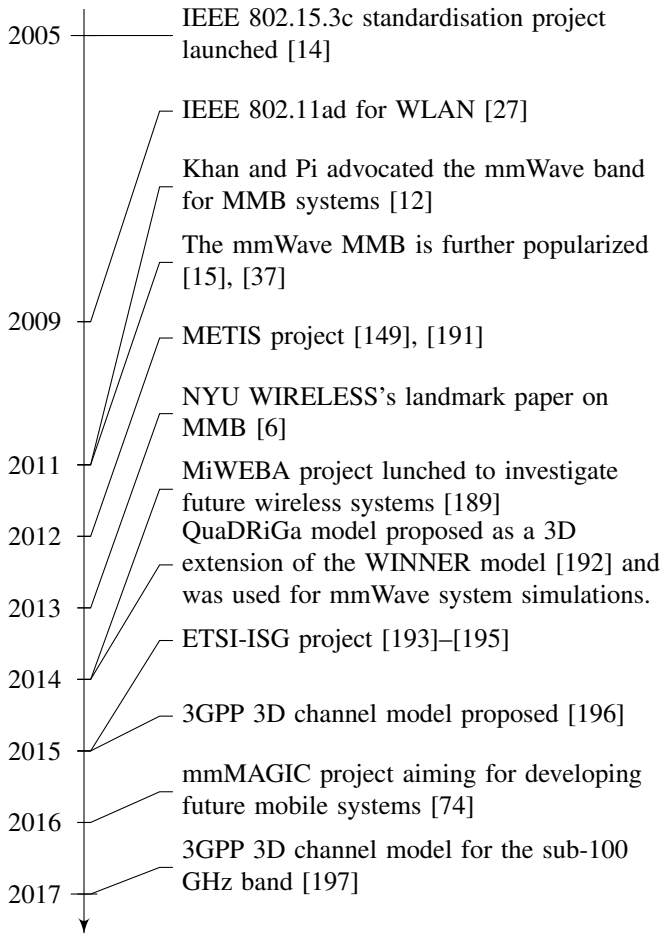 2005
IEEE 802.15.3c standardisation project
launched [14]
IEEE 802.11ad for WLAN [27]
Khan and Pi advocated the mmWave band
for MMB systems [12]
The mmWave MMB is further popularized
[15], [37]
2009
METIS project [149], [191]
NYU WIRELESS's landmark paper on
MMB [6]
2011
MiWEBA project lunched to investigate
future wireless systems [189]
2012
QuaDRiGa model proposed as a 3D
extension of the WINNER model [192] and
was used for mmWave system simulations.
2013
ETSI-ISG project [193]–[195]
2014
3GPP 3D channel model proposed [196]
2015
mmMAGIC project aiming for developing
future mobile systems [74]
2016
3GPP 3D channel model for the sub-100
GHz band [197]
2017